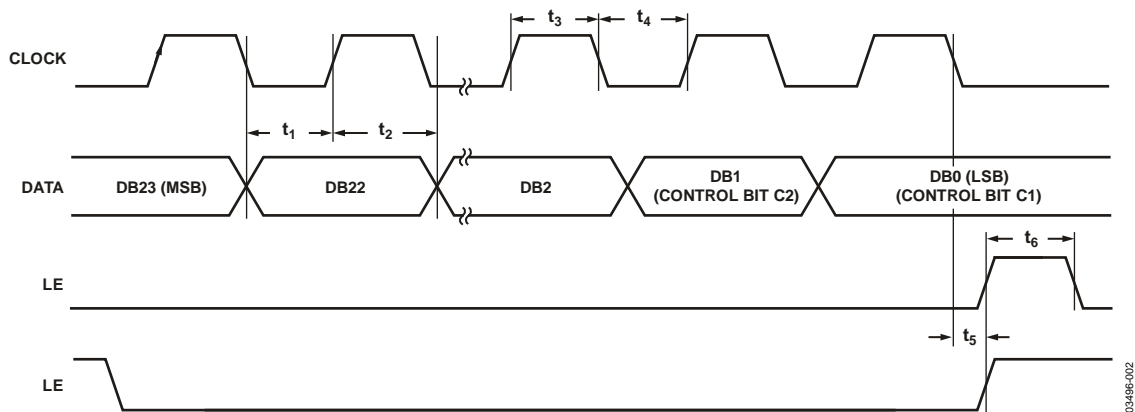 t3 t4
CLOCK
t1 t2
DATA
DB23 (MSB) DB22 DB2 DB1 DB0 (LSB)
(CONTROL BIT C2) (CONTROL BIT C1)
t6
LE
t5
LE
03496-002